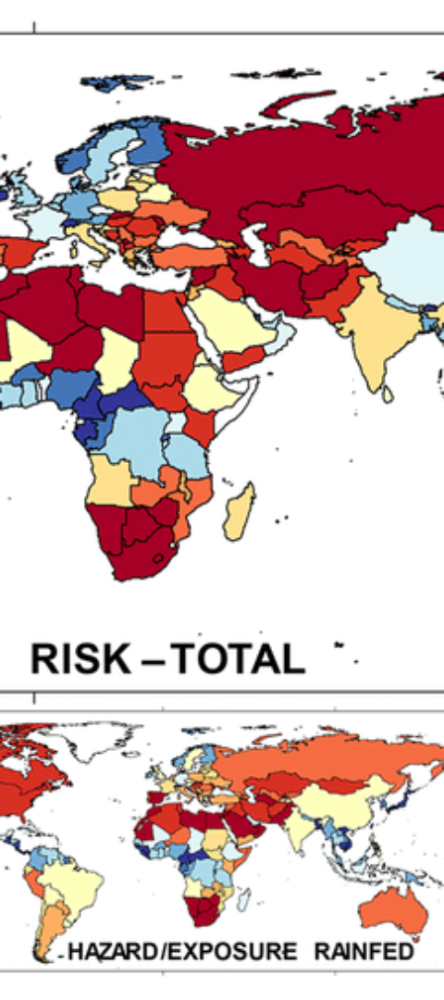 RISK – TOTAL
HAZARD/EXPOSURE RAINFED